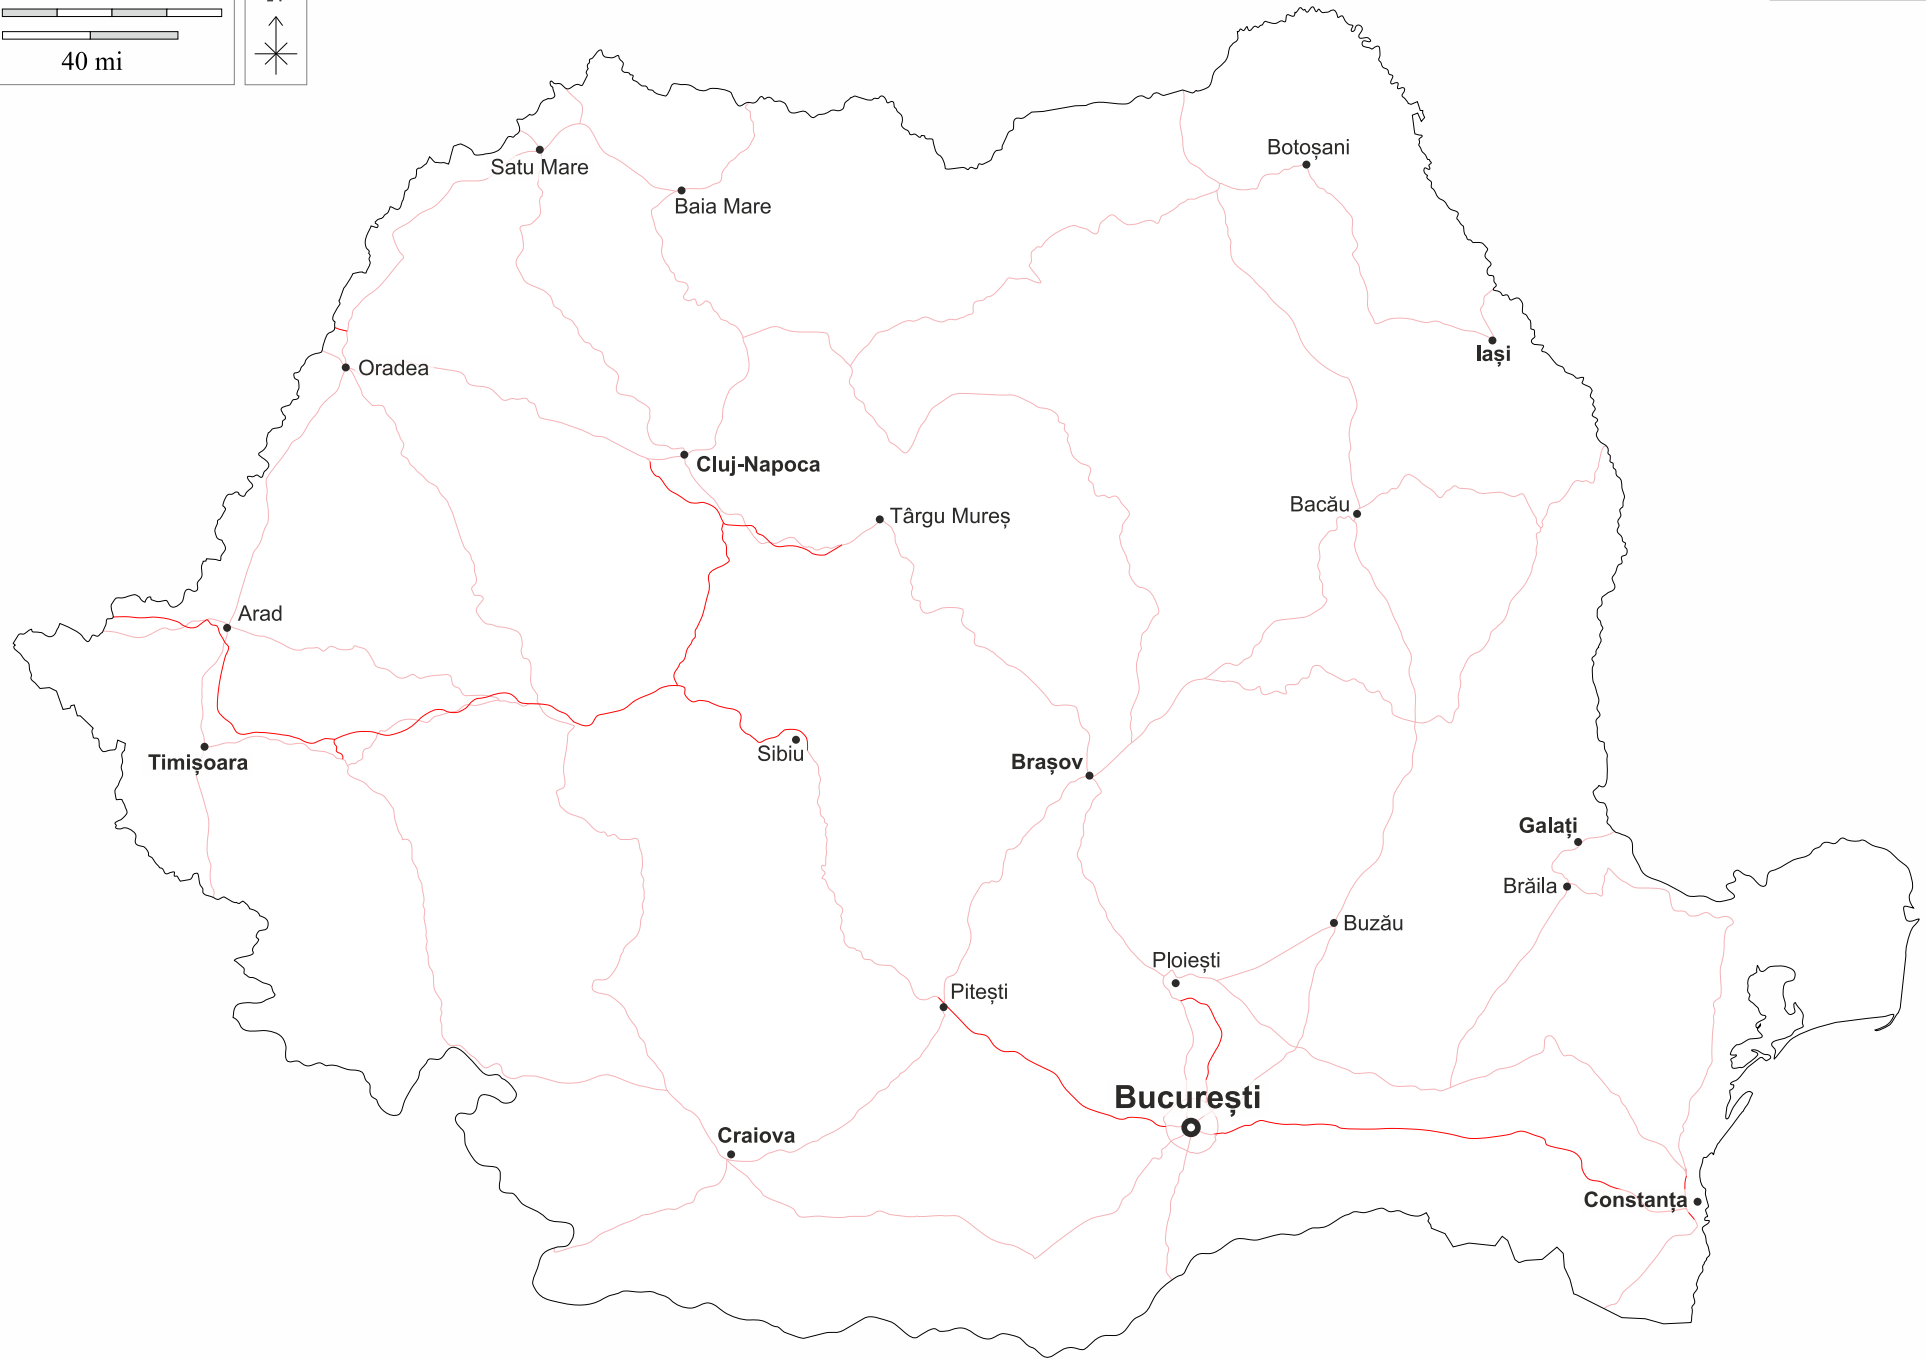 40 mi
Botoșani
Satu Mare
Baia Mare
Iași
Oradea
Cluj-Napoca
Bacău
Târgu Mureș
Arad
Timișoara
Sibiu
Brașov
Galați
Brăila
Buzău
Ploiești
Pitești
București
Craiova
Constanța